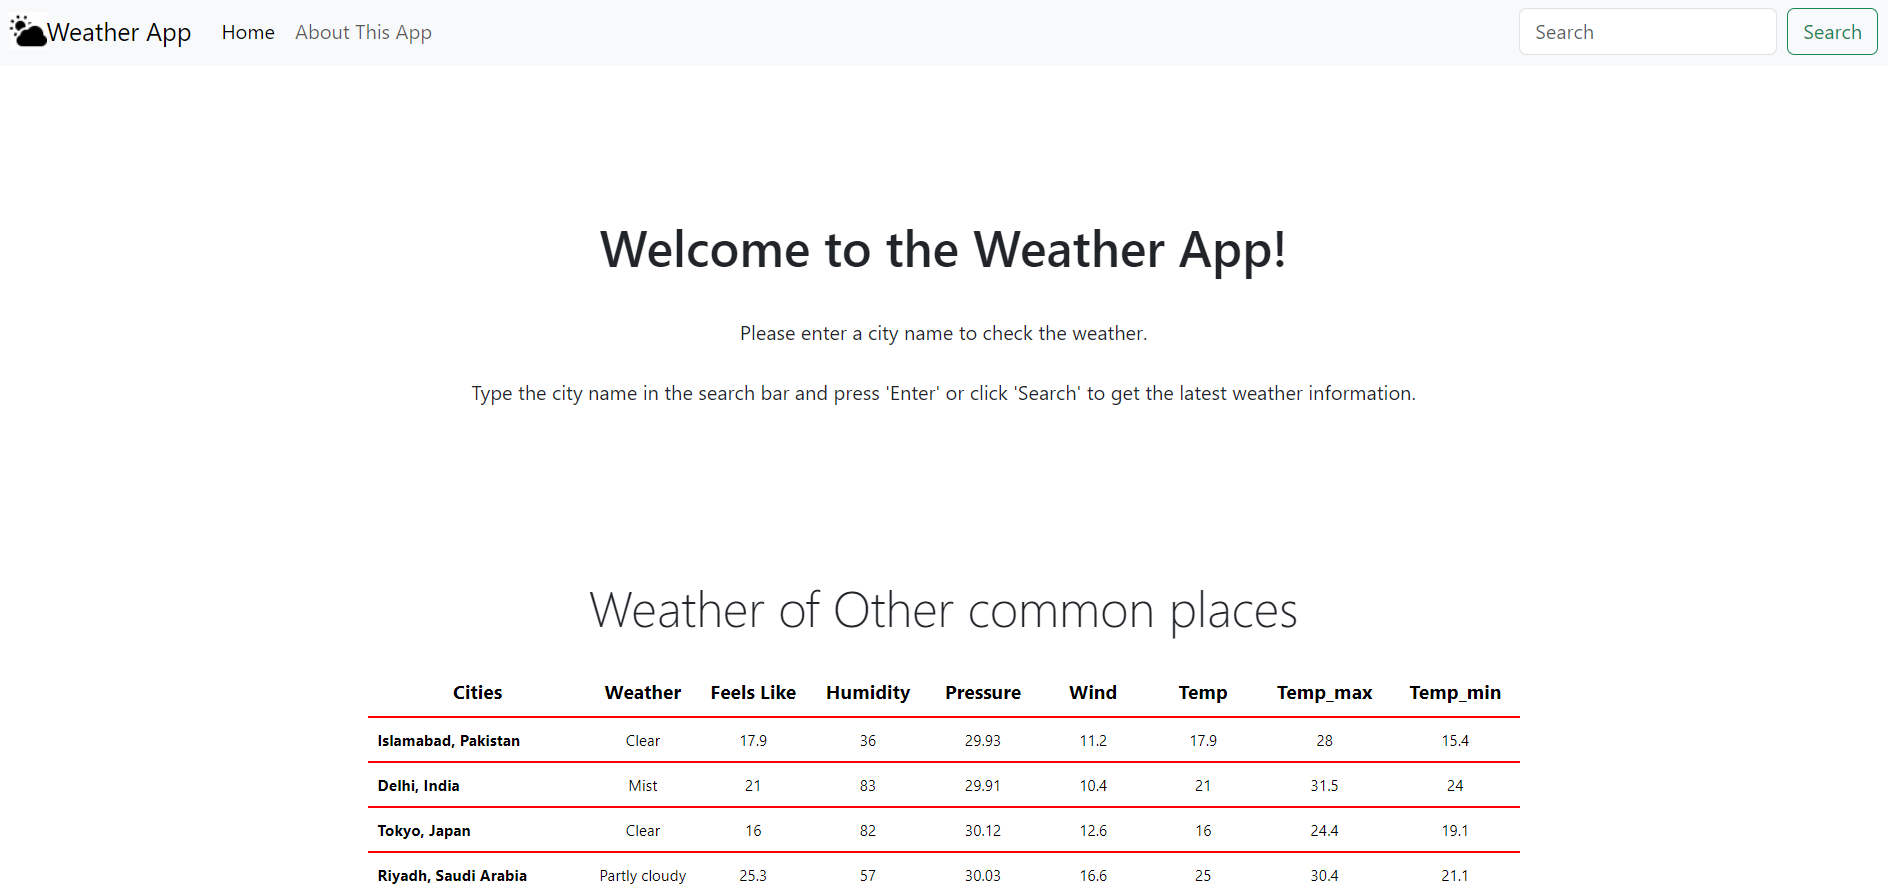 Weather App Home About This App Search Search
Welcome to the Weather App!
Please enter a city name to check the weather.
Type the city name in the search bar and press 'Enter' or click 'Search' to get the latest weather information.
Weather of Other common places
Cities Weather Feels Like Humidity Pressure Wind Temp Temp_max Temp_min
Islamabad, Pakistan Clear 17.9 36 29.93 11.2 17.9 28 15.4
Delhi, India Mist 21 83 29.91 10.4 21 31.5 24
Tokyo, Japan Clear 16 82 30.12 12.6 16 24.4 19.1
Riyadh, Saudi Arabia Partly cloudy 25.3 57 30.03 16.6 25 30.4 21.1